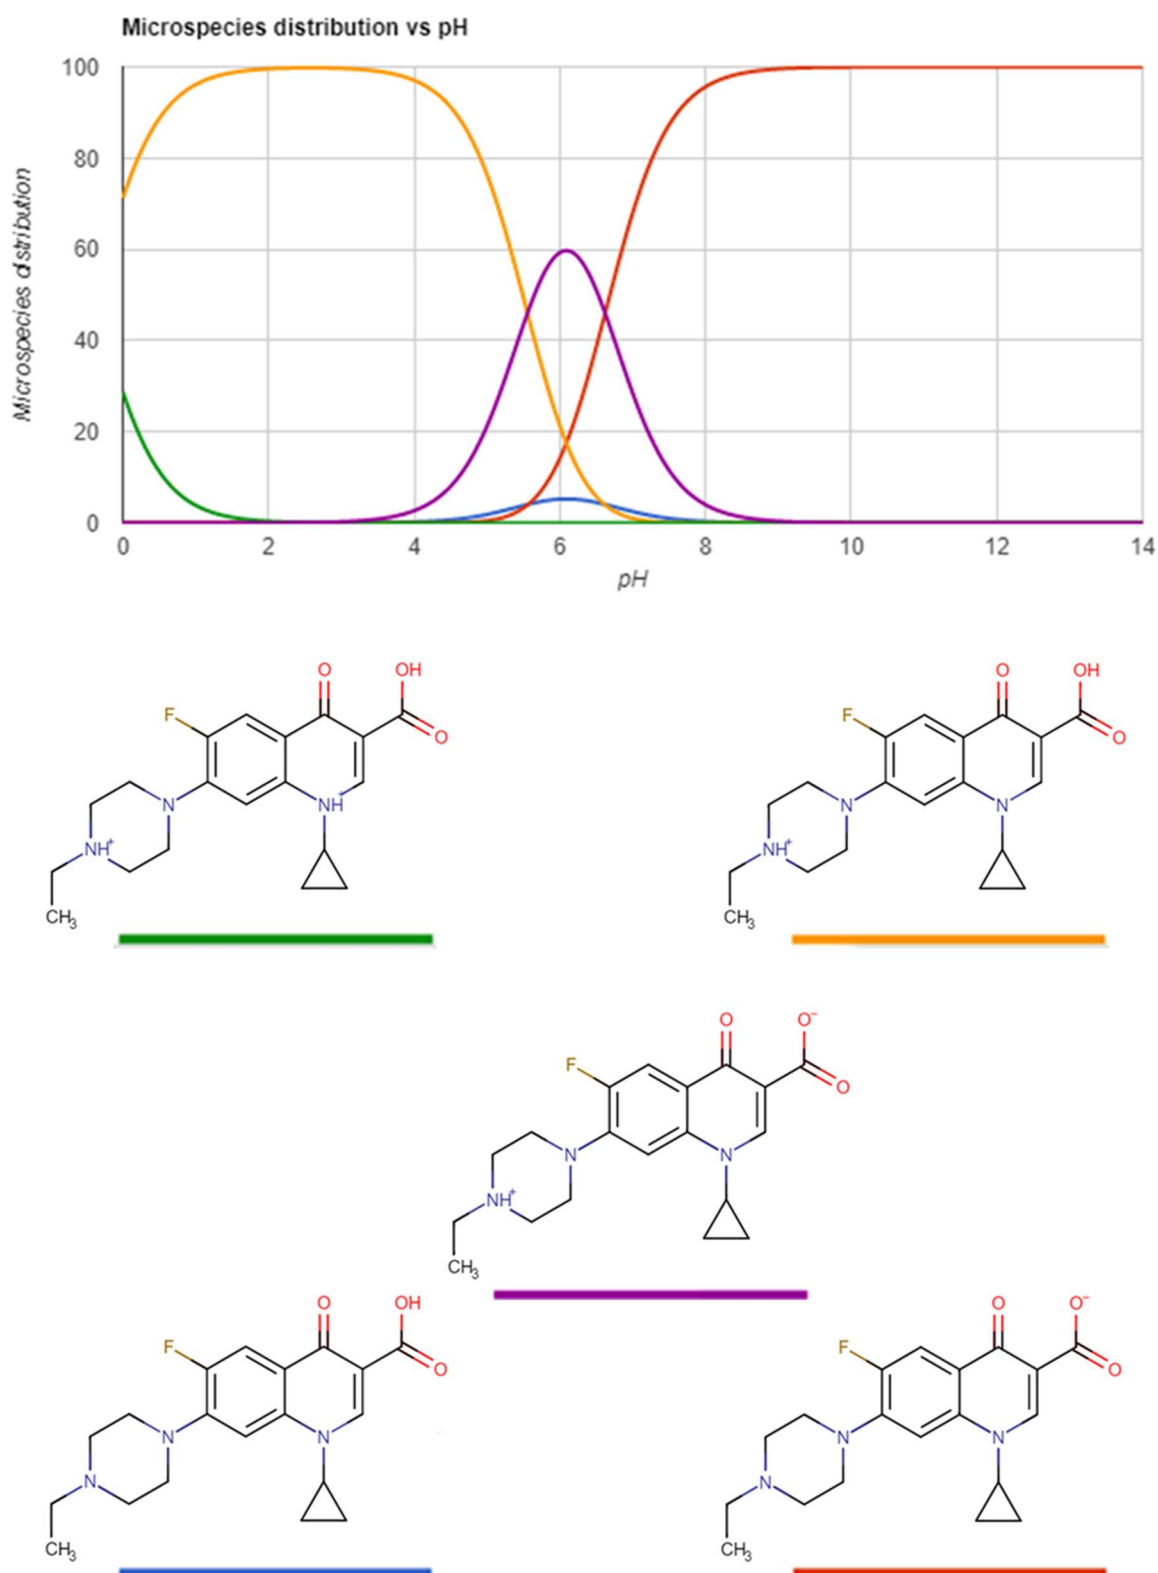 Microspecies distribution vs pH
100
80
60
40
20
0
Microspecies distribution
0 2 4 6 8 10 12 14
pH
O OH
F O
N NH+
NH+
CH3
O OH
F O
N N
NH+
CH3
O O−
F O
N N
NH+
CH3
O OH
F O
N N
N
CH3
O O−
F O
N N
N
CH3